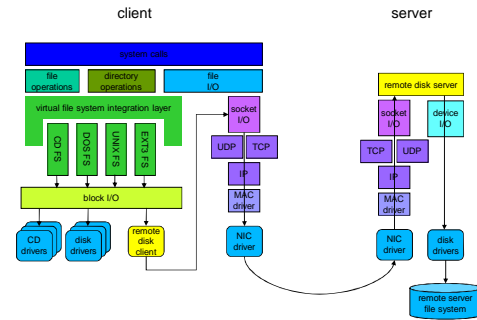 client
server
system calls
file operations
directory operations
file I/O
virtual file system integration layer
CD FS
DOS FS
UNIX FS
EXT3 FS
block I/O
CD drivers
disk drivers
remote disk client
socket I/O
UDP
TCP
IP
MAC driver
NIC driver
remote disk server
socket I/O
device I/O
TCP
UDP
IP
MAC driver
NIC driver
disk drivers
remote server file system